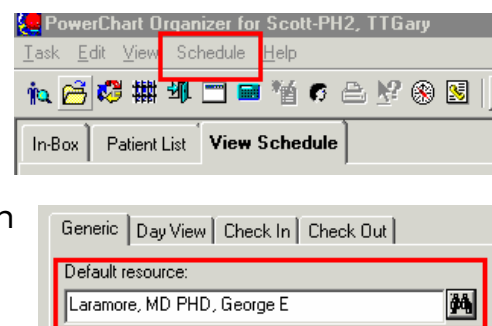 PowerChart Organizer for Scott-PH2, TTGary
Task Edit View Schedule Help
In-Box Patient List View Schedule
n
Generic Day View Check In Check Out
Default resource:
Laramore, MD PHD, George E